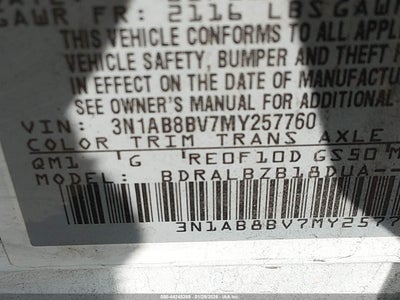 GAWR FR: 2116 LBS GAW
THIS VEHICLE CONFORMS TO ALL APPL
VEHICLE SAFETY, BUMPER AND THEFT
IN EFFECT ON THE DATE OF MANUFACTU
SEE OWNER'S MANUAL FOR ADDITIONAL
VIN: 3N1AB8BV7MY257760
COLOR TRIM TRANS AXLE
QM1 G RE0F10D GS90 M
MODEL: BDRALBZB18DUA--
3N1AB8BV7MY2577